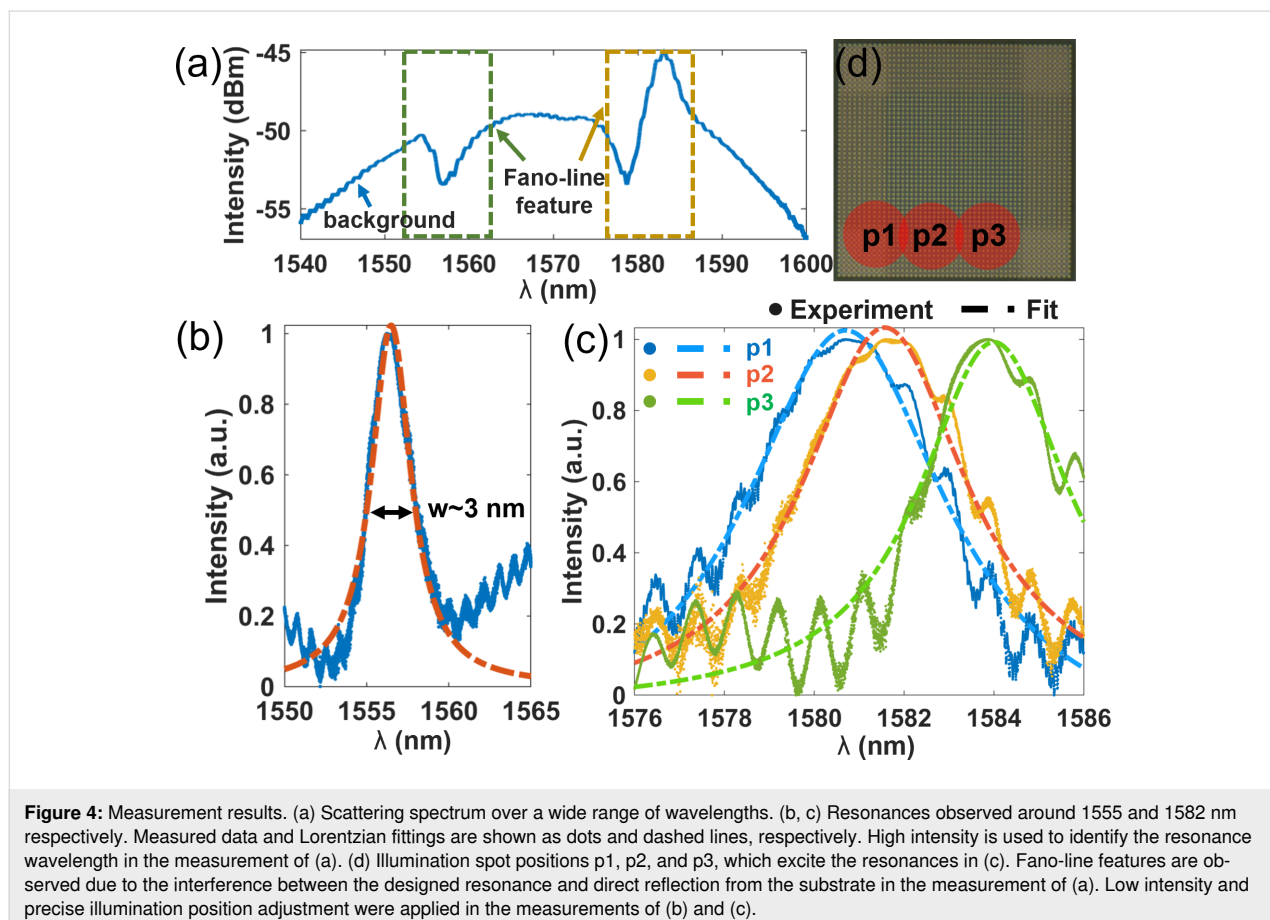 (a)
-45
-50
-55
Intensity (dBm)
background
Fano-line
feature
1540 1550 1560 1570 1580 1590 1600
λ (nm)
(d)
p1 p2 p3
Experiment Fit
(b)
1
0.8
0.6
0.4
0.2
0
Intensity (a.u.)
w~3 nm
1550 1555 1560 1565
λ (nm)
(c)
p1
p2
p3
1
0.8
0.6
0.4
0.2
0
Intensity (a.u.)
1576 1578 1580 1582 1584 1586
λ (nm)
Figure 4: Measurement results. (a) Scattering spectrum over a wide range of wavelengths. (b, c) Resonances observed around 1555 and 1582 nm
respectively. Measured data and Lorentzian fittings are shown as dots and dashed lines, respectively. High intensity is used to identify the resonance
wavelength in the measurement of (a). (d) Illumination spot positions p1, p2, and p3, which excite the resonances in (c). Fano-line features are ob-
served due to the interference between the designed resonance and direct reflection from the substrate in the measurement of (a). Low intensity and
precise illumination position adjustment were applied in the measurements of (b) and (c).